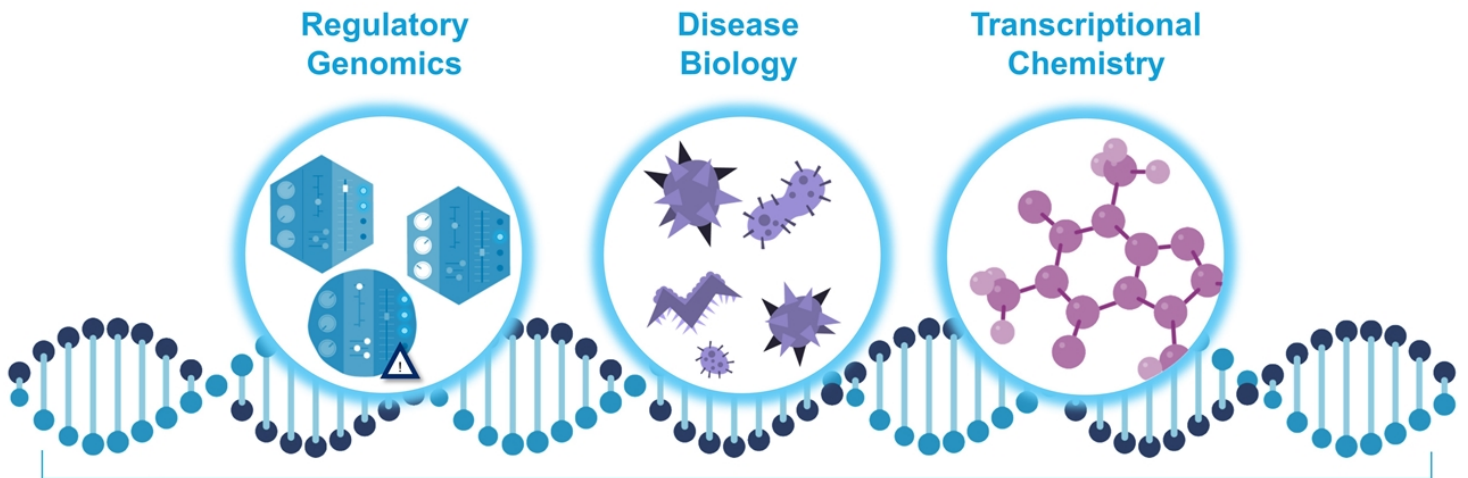 Regulatory
Genomics
Disease
Biology
Transcriptional
Chemistry
!